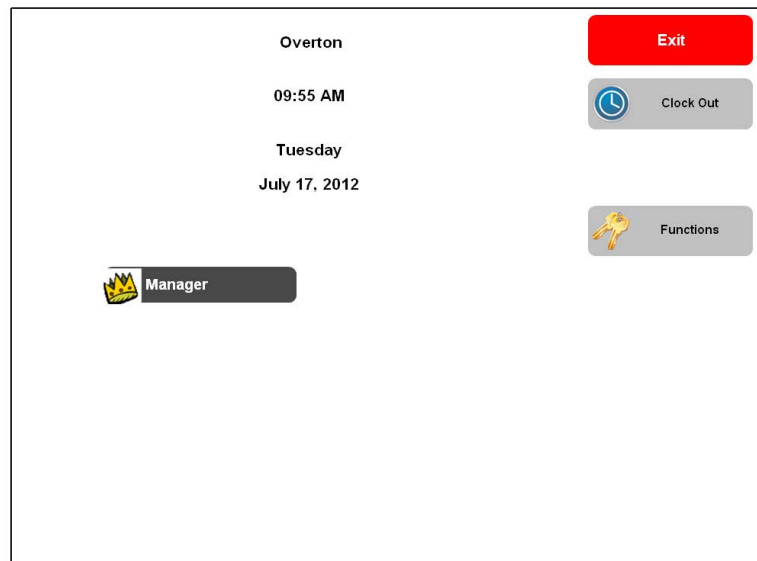 Overton
Exit
09:55 AM
Clock Out
Tuesday
July 17, 2012
Functions
Manager